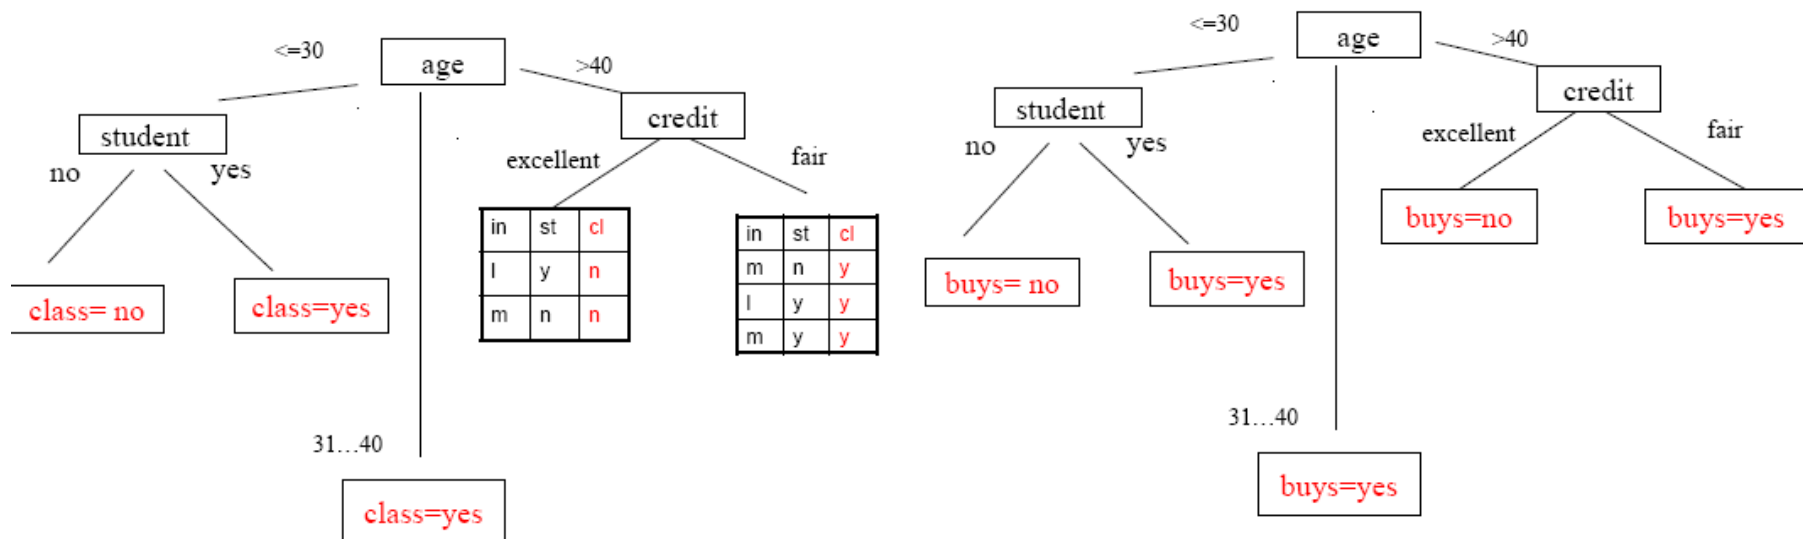 <=30
age
>40
student
credit
no
yes
excellent
fair
in st cl
l y n
m n n
in st cl
m n y
l y y
m y y
class= no
class=yes
31...40
class=yes
<=30
age
>40
student
credit
no
yes
excellent
fair
buys=no
buys=yes
buys= no
buys=yes
31...40
buys=yes